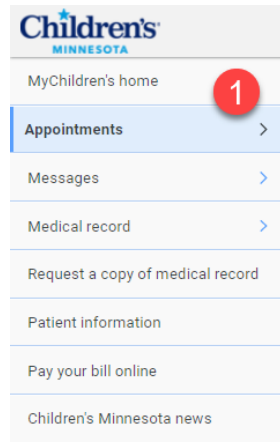 Children's
MINNESOTA
MyChildren's home
1
Appointments
Messages
Medical record
Request a copy of medical record
Patient information
Pay your bill online
Children's Minnesota news